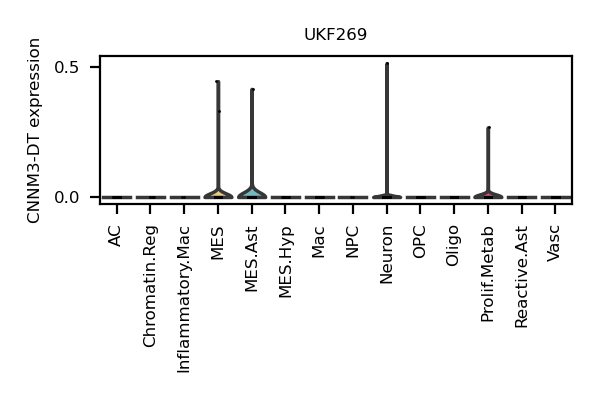 UKF269
CNNM3-DT expression
0.5
0.0
AC
Chromatin.Reg
Inflammatory.Mac
MES
MES.Ast
MES.Hyp
Mac
NPC
Neuron
OPC
Oligo
Prolif.Metab
Reactive.Ast
Vasc